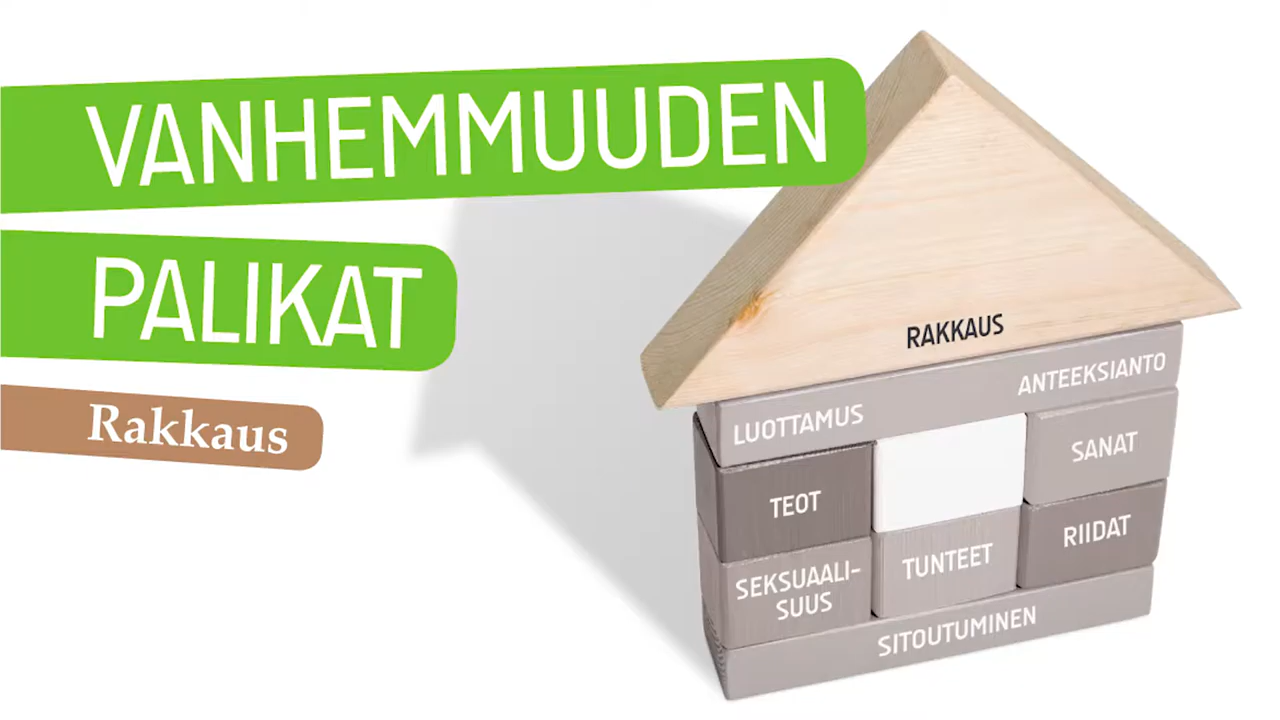 VANHEMMUUDEN
PALIKAT
Rakkaus
RAKKAUS
LUOTTAMUS ANTEEKSIANTO
TEOT
SANAT
SEKSUAALI-
SUUS
TUNTEET
RIIDAT
SITOUTUMINEN